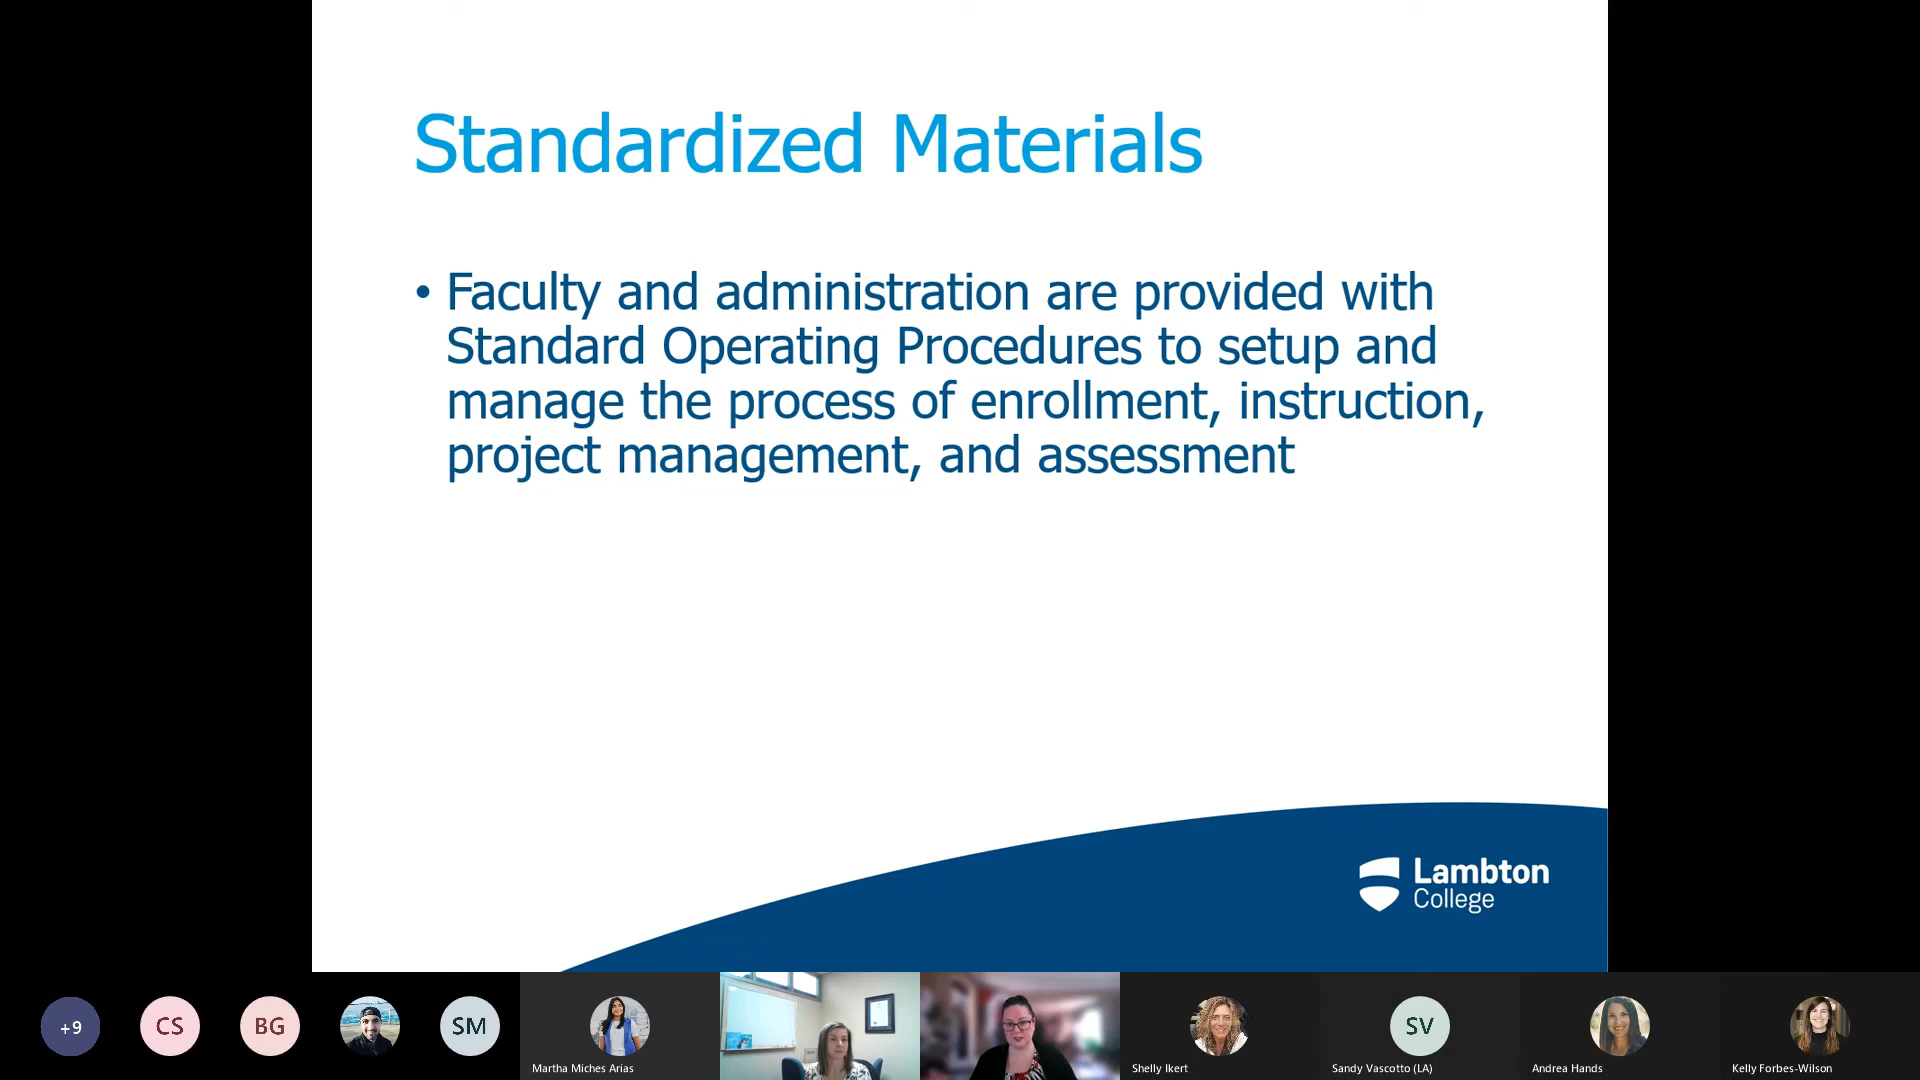 Standardized Materials
• Faculty and administration are provided with
Standard Operating Procedures to setup and
manage the process of enrollment, instruction,
project management, and assessment
Lambton
College
+9
CS
BG
SM
SV
Martha Miches Arias
Shelly Ikert
Sandy Vascotto (LA)
Andrea Hands
Kelly Forbes-Wilson